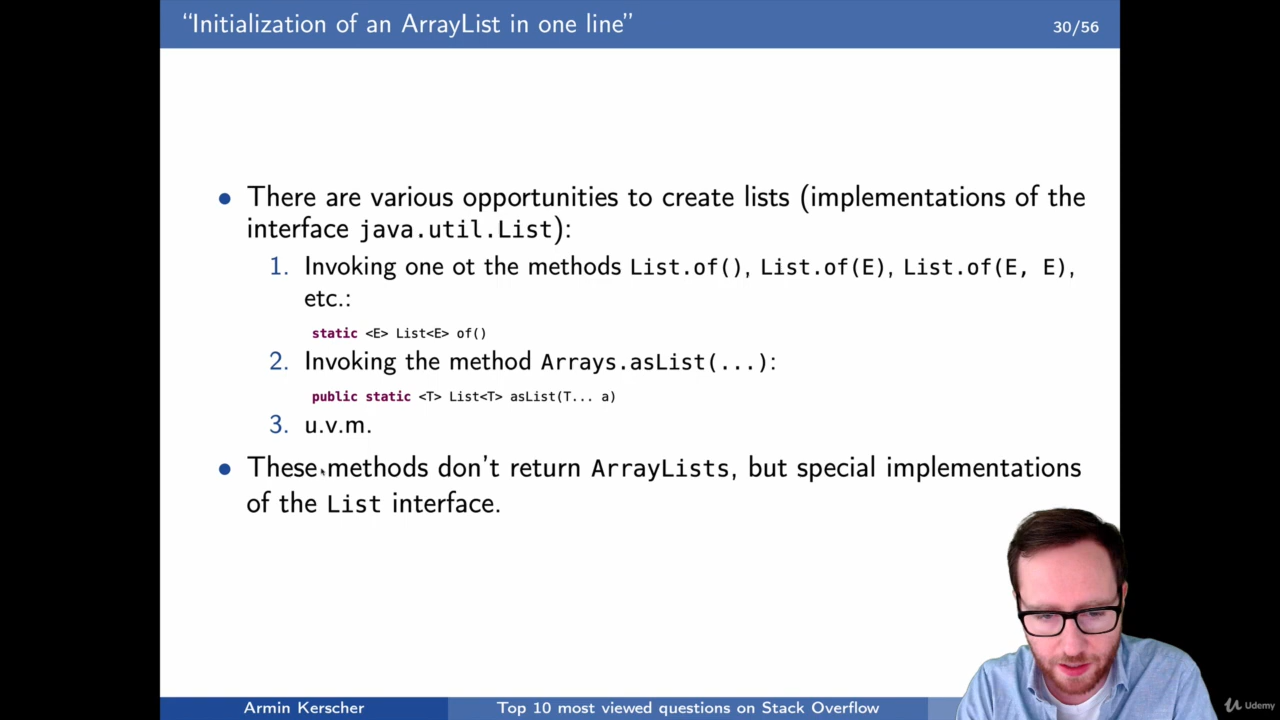 “Initialization of an ArrayList in one line”
30/56
• There are various opportunities to create lists (implementations of the
interface java.util.List):
1. Invoking one ot the methods List.of(), List.of(E), List.of(E, E),
etc.:
static <E> List<E> of()
2. Invoking the method Arrays.asList(...):
public static <T> List<T> asList(T... a)
3. u.v.m.
• These methods don't return ArrayLists, but special implementations
of the List interface.
Armin Kerscher
Top 10 most viewed questions on Stack Overflow
Udemy